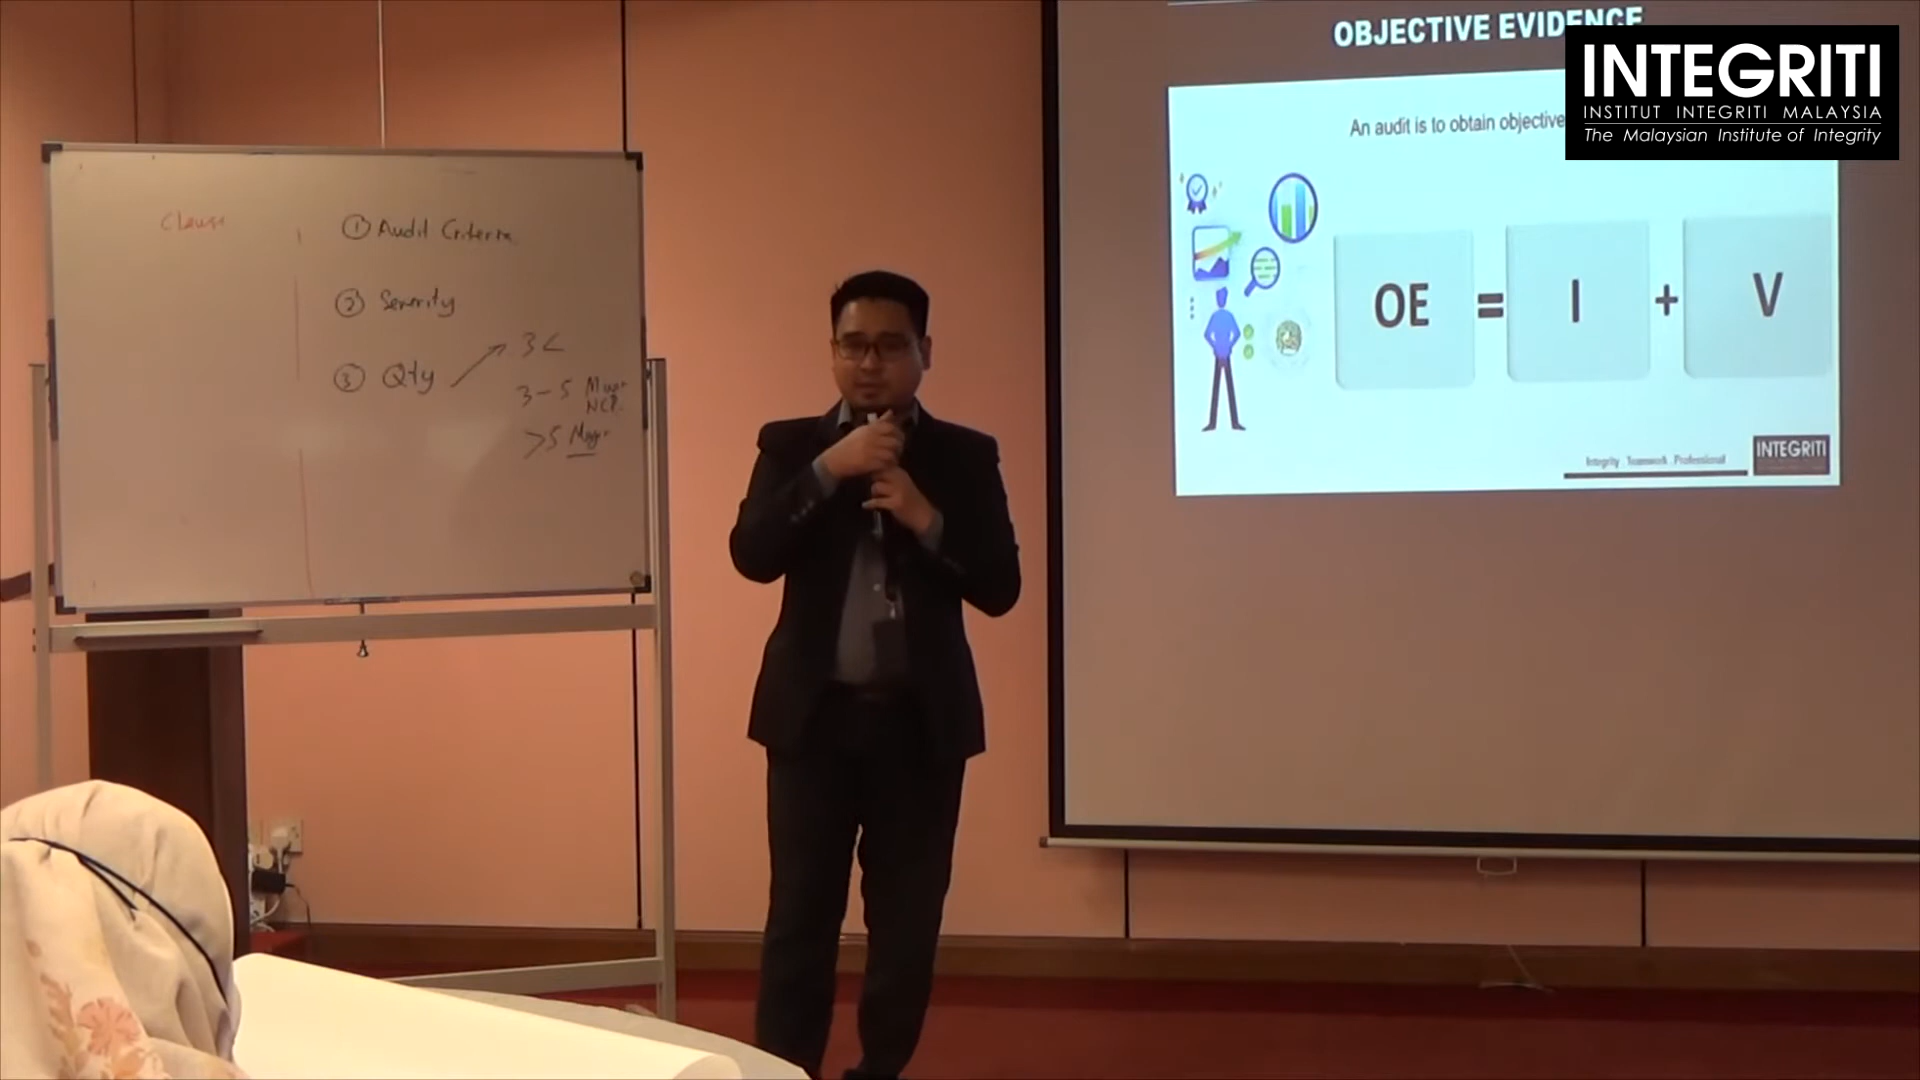 Clause
① Audit Criteria
② Severity
③ Qty
3 <
3 - 5
NCR
>5 Major
OBJECTIVE EVIDENCE
An audit is to obtain objective
OE = I + V
Integrity . Teamwork . Professional
INTEGRITI
INTEGRITI
INSTITUT INTEGRITI MALAYSIA
The Malaysian Institute of Integrity